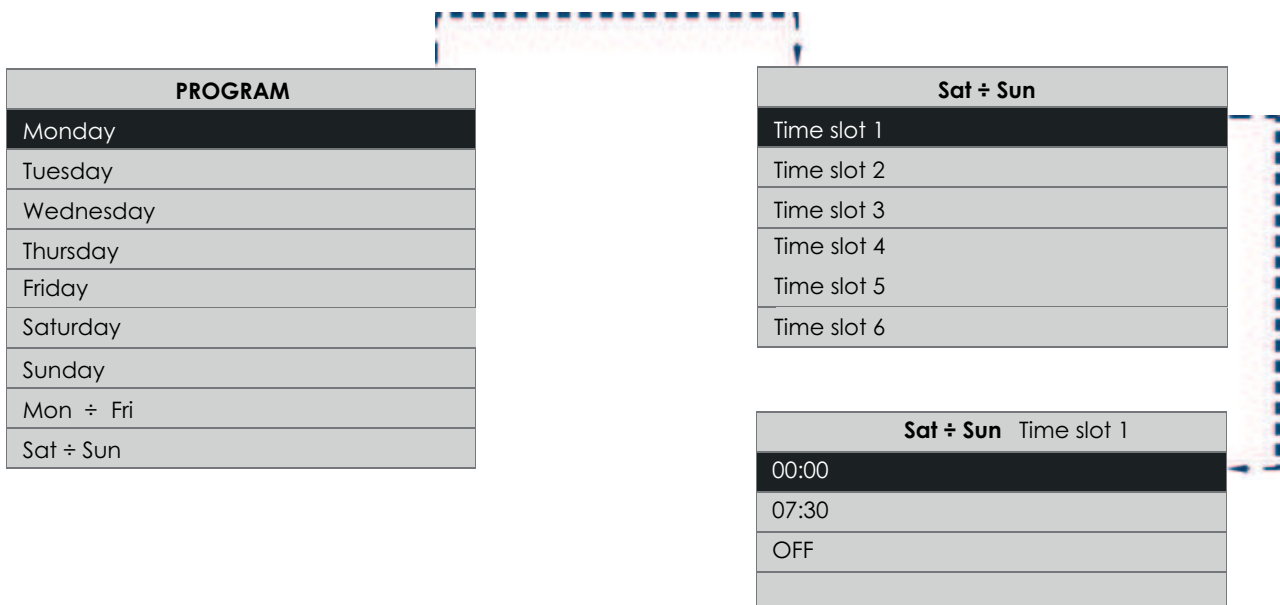 PROGRAM
Monday
Tuesday
Wednesday
Thursday
Friday
Saturday
Sunday
Mon ÷ Fri
Sat ÷ Sun
Sat ÷ Sun
Time slot 1
Time slot 2
Time slot 3
Time slot 4
Time slot 5
Time slot 6
Sat ÷ Sun Time slot 1
00:00
07:30
OFF